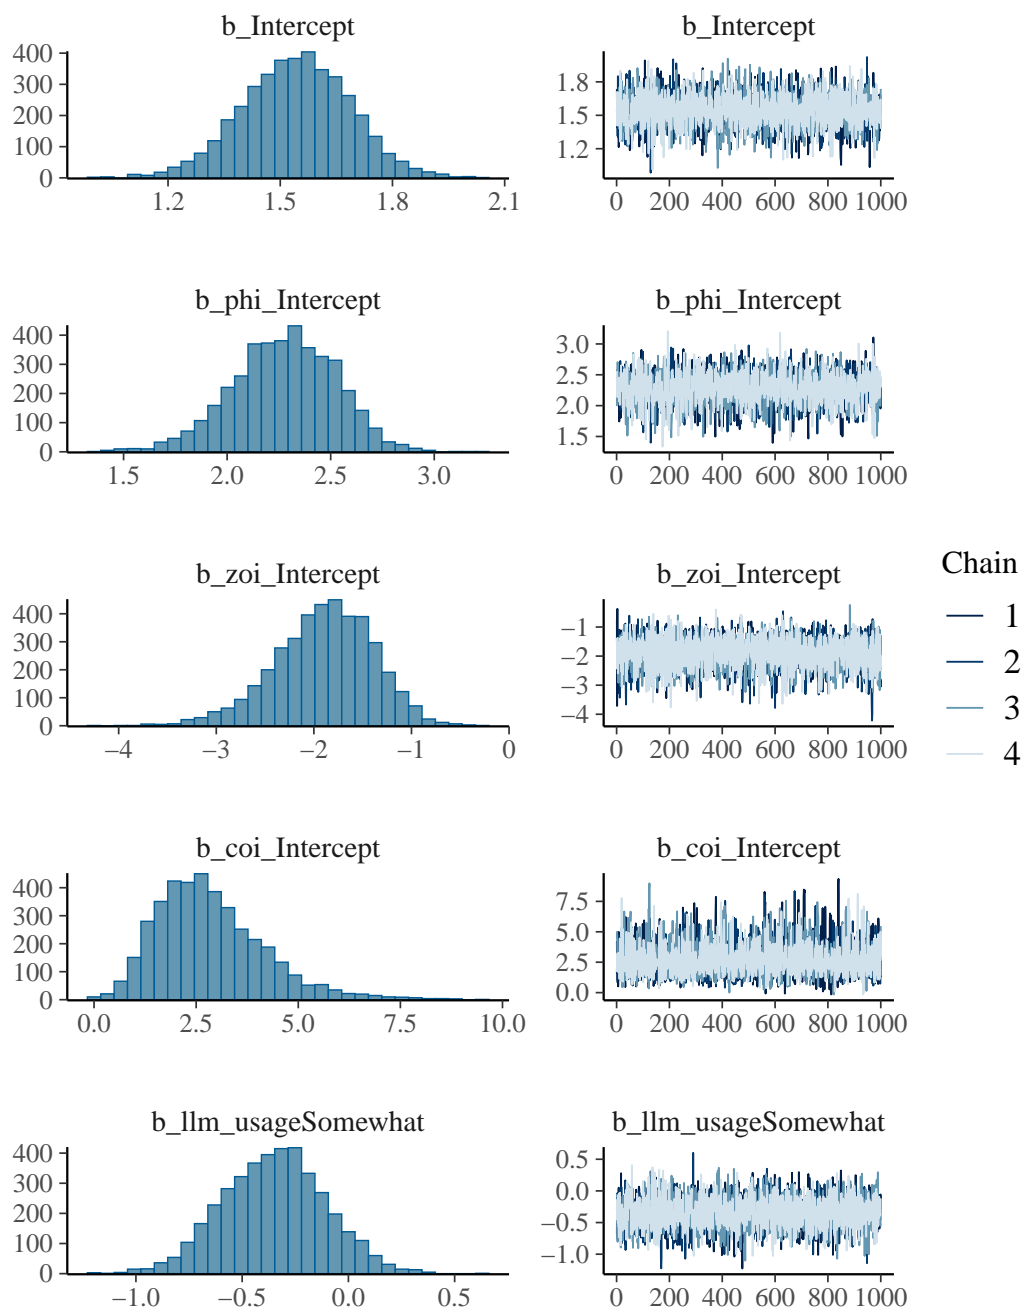 b_Intercept
b_Intercept
400
300
200
100
0
1.2 1.5 1.8 2.1
1.8
1.5
1.2
0 200 400 600 800 1000
b_phi_Intercept
b_phi_Intercept
400
300
200
100
0
1.5 2.0 2.5 3.0
3.0
2.5
2.0
1.5
0 200 400 600 800 1000
b_zoi_Intercept
b_zoi_Intercept
400
300
200
100
0
−4 −3 −2 −1 0
−1
−2
−3
−4
0 200 400 600 800 1000
Chain
1
2
3
4
b_coi_Intercept
b_coi_Intercept
400
300
200
100
0
0.0 2.5 5.0 7.5 10.0
7.5
5.0
2.5
0.0
0 200 400 600 800 1000
b_llm_usageSomewhat
b_llm_usageSomewhat
400
300
200
100
0
−1.0 −0.5 0.0 0.5
0.5
0.0
−0.5
−1.0
0 200 400 600 800 1000